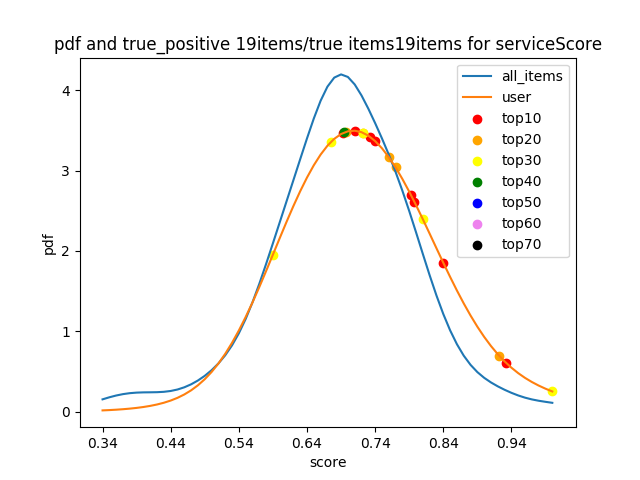 pdf and true_positive 19items/true items19items for serviceScore
all_items
user
top10
top20
top30
top40
top50
top60
top70
4
3
2
1
0
pdf
0.34 0.44 0.54 0.64 0.74 0.84 0.94
score